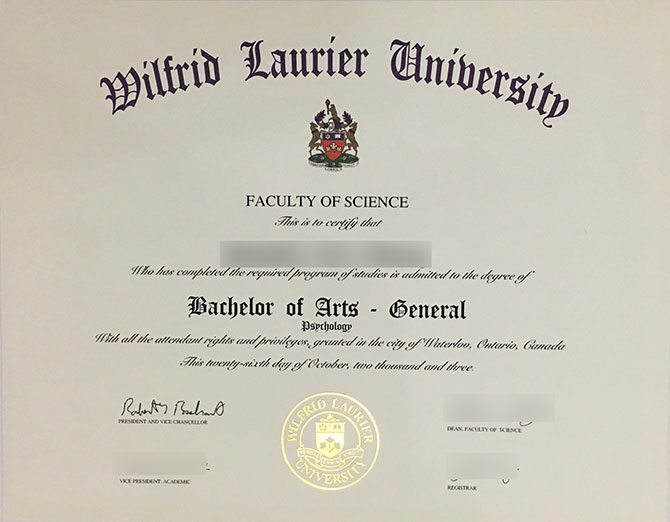 Wilfrid Laurier University
FACULTY OF SCIENCE
This is to certify that
Who has completed the required program of studies is admitted to the degree of
Bachelor of Arts - General
Psychology
With all the attendant rights and privileges, granted in the city of Waterloo, Ontario, Canada
This twenty-sixth day of October, two thousand and three.
PRESIDENT AND VICE CHANCELLOR
DEAN, FACULTY OF SCIENCE
WILFRID LAURIER
UNIVERSITY
VICE PRESIDENT: ACADEMIC
REGISTRAR